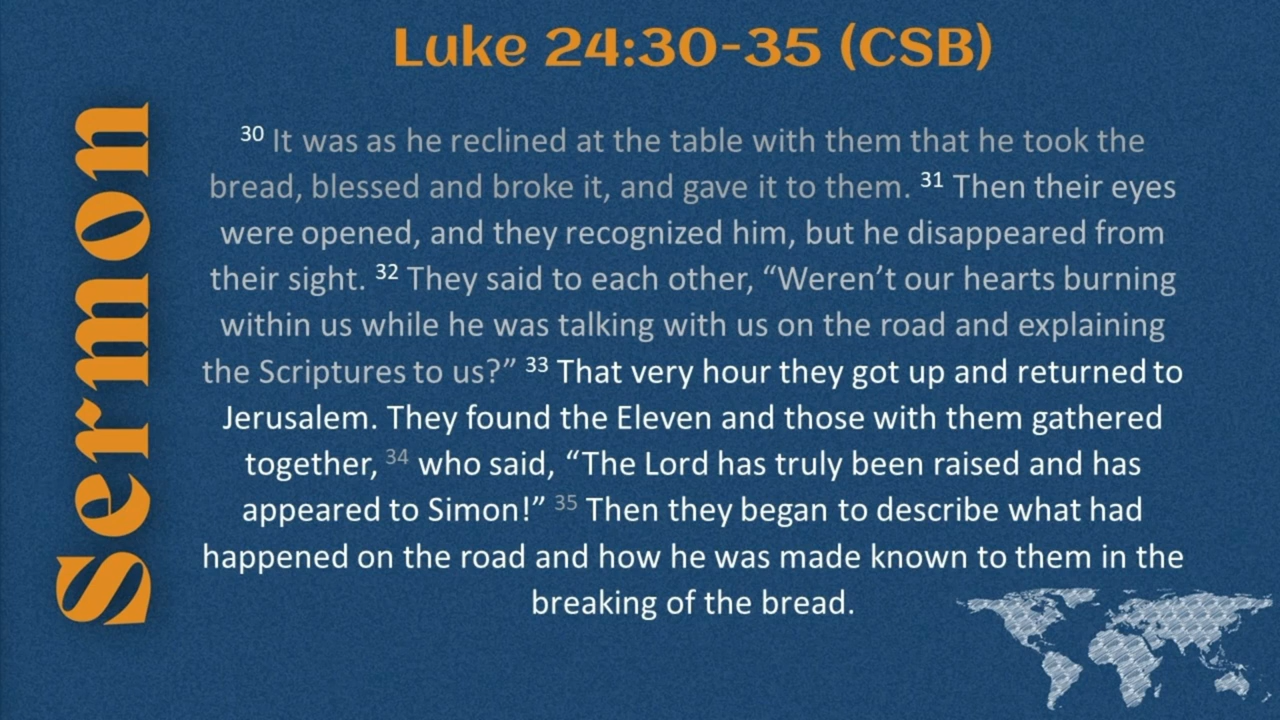 Luke 24:30-35 (CSB)
Sermon
30 It was as he reclined at the table with them that he took the
bread, blessed and broke it, and gave it to them. 31 Then their eyes
were opened, and they recognized him, but he disappeared from
their sight. 32 They said to each other, “Weren’t our hearts burning
within us while he was talking with us on the road and explaining
the Scriptures to us?” 33 That very hour they got up and returned to
Jerusalem. They found the Eleven and those with them gathered
together, 34 who said, “The Lord has truly been raised and has
appeared to Simon!” 35 Then they began to describe what had
happened on the road and how he was made known to them in the
breaking of the bread.